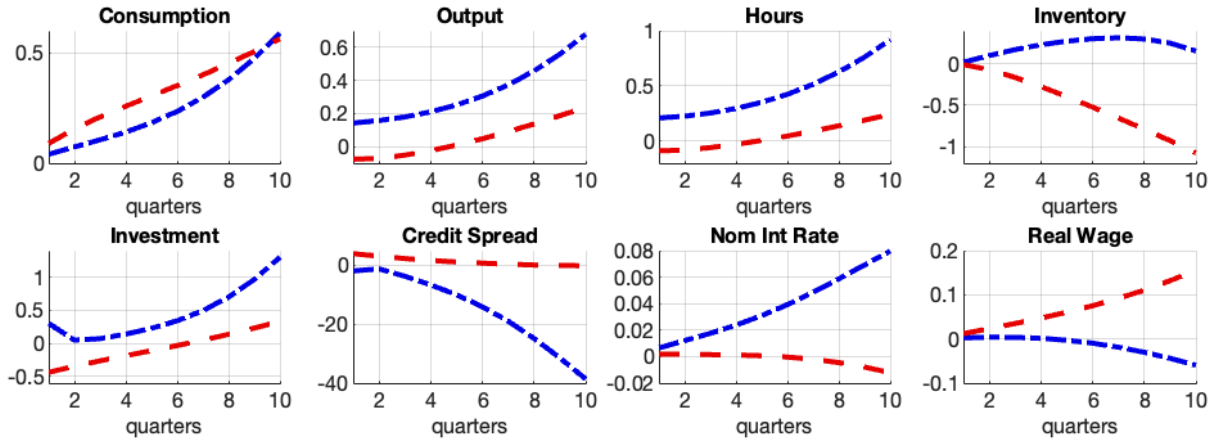 Consumption
Output
Hours
Inventory
0.5
0
2 4 6 8 10
quarters
0.6
0.4
0.2
0
2 4 6 8 10
quarters
1
0.5
0
2 4 6 8 10
quarters
0
-0.5
-1
2 4 6 8 10
quarters
Investment
Credit Spread
Nom Int Rate
Real Wage
1
0.5
0
-0.5
2 4 6 8 10
quarters
0
-20
-40
2 4 6 8 10
quarters
0.08
0.06
0.04
0.02
0
-0.02
2 4 6 8 10
quarters
0.2
0.1
0
-0.1
2 4 6 8 10
quarters